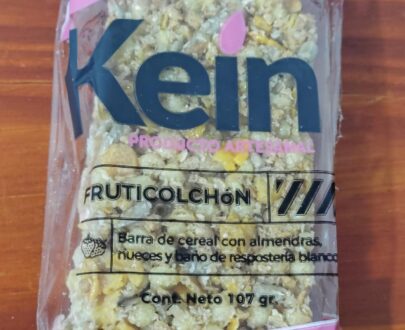 Kein
PRODUCTO ARTESANAL
FRUTICOLCHóN
Barra de cereal con almendras,
nueces y baño de respostería blanco
Cont. Neto 107 gr.